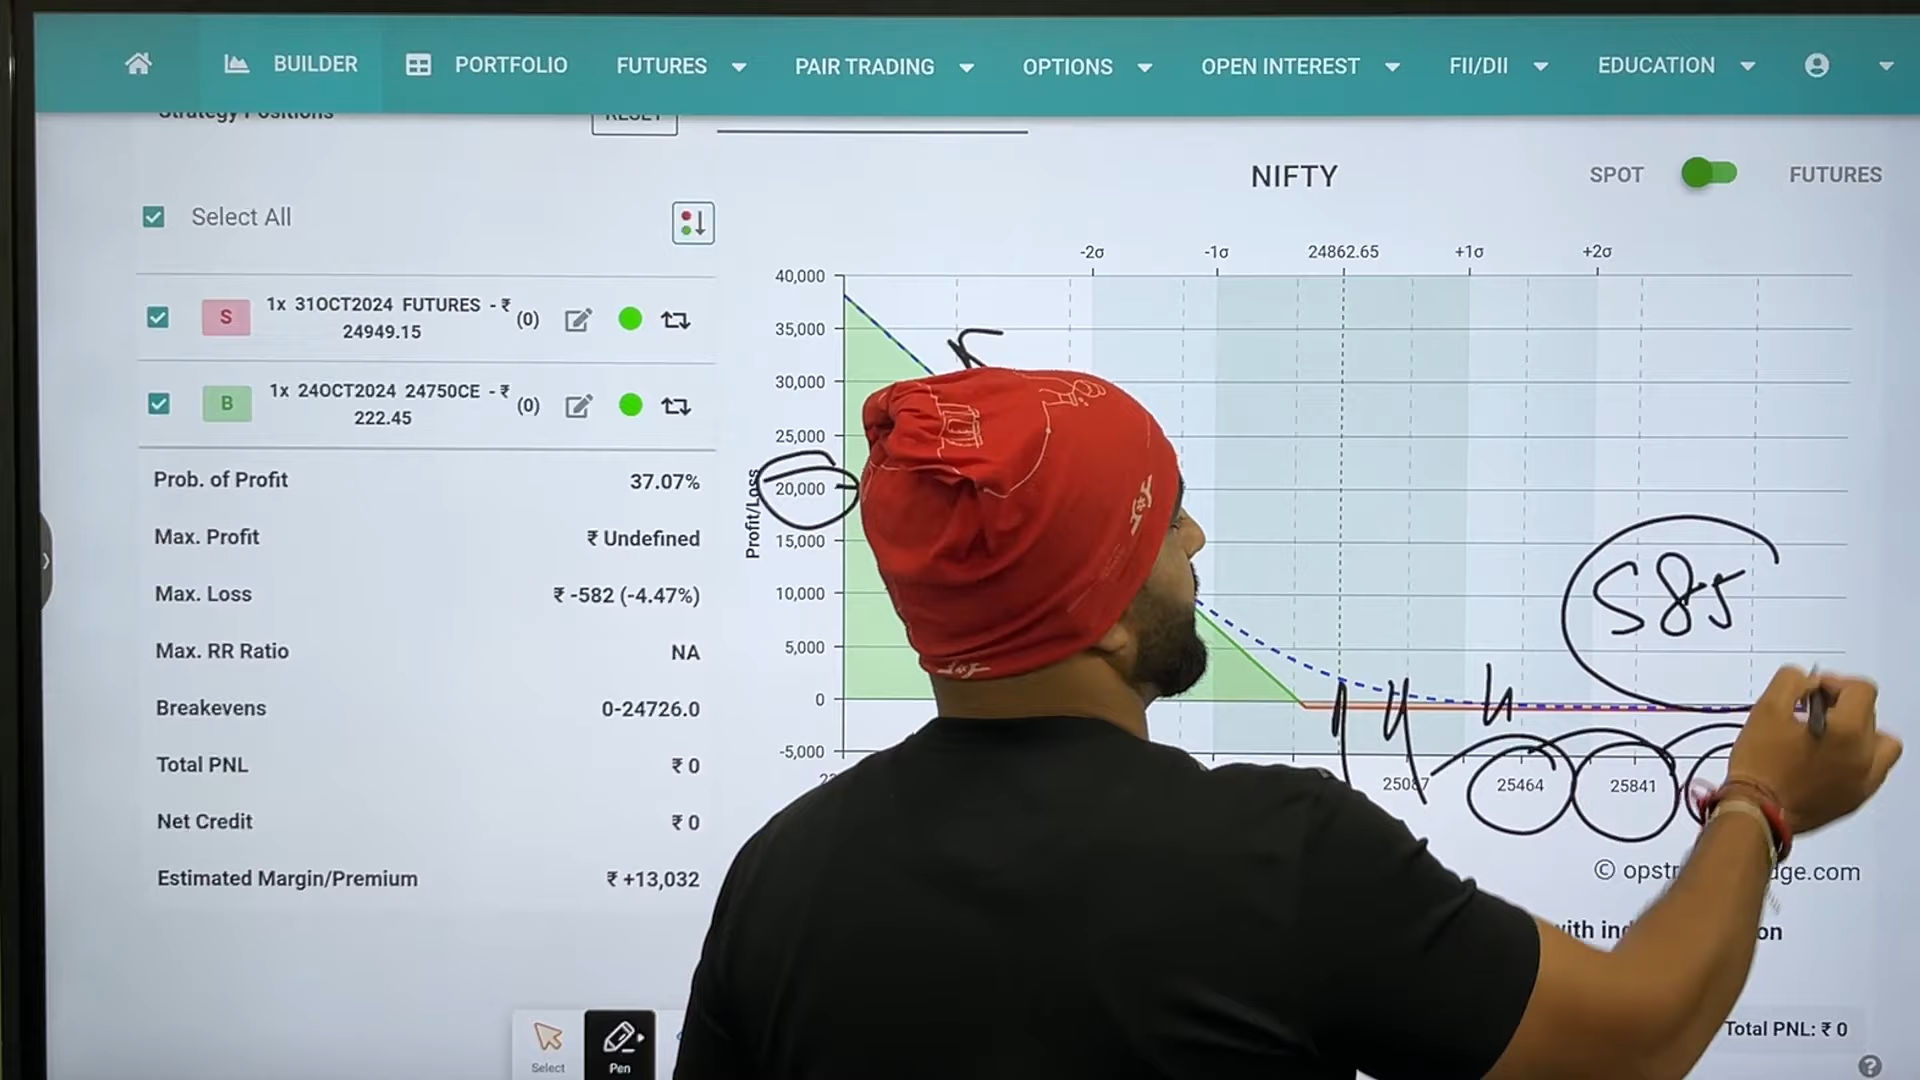 BUILDER PORTFOLIO FUTURES PAIR TRADING OPTIONS OPEN INTEREST FII/DII EDUCATION
Strategy Positions RESET
NIFTY SPOT FUTURES
Select All
-2σ -1σ 24862.65 +1σ +2σ
S 1x 31OCT2024 FUTURES - ₹ 24949.15 (0)
B 1x 24OCT2024 24750CE - ₹ 222.45 (0)
Prob. of Profit 37.07%
Max. Profit ₹ Undefined
Max. Loss ₹ -582 (-4.47%)
Max. RR Ratio NA
Breakevens 0-24726.0
Total PNL ₹ 0
Net Credit ₹ 0
Estimated Margin/Premium ₹ +13,032
Profit/Loss
40,000
35,000
30,000
25,000
20,000
15,000
10,000
5,000
0
-5,000
585
25087 25464 25841
©
Total PNL: ₹ 0
Select Pen
?